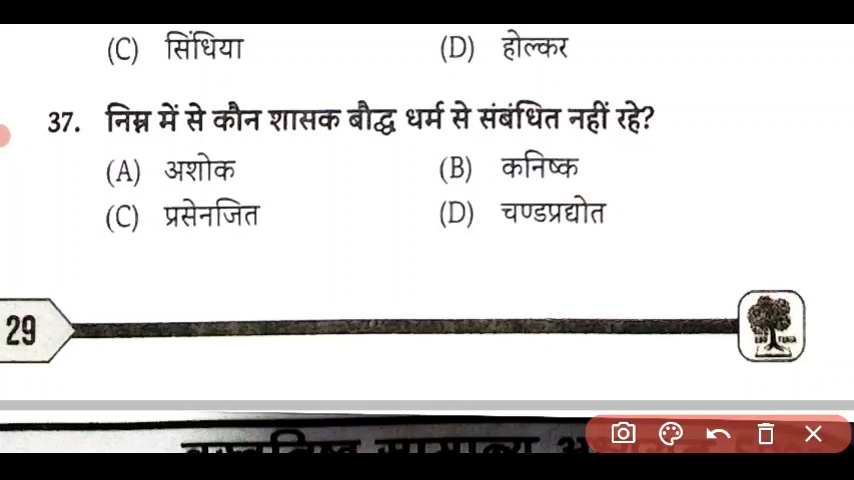 (C) सिंधिया (D) होल्कर
37. निम्न में से कौन शासक बौद्ध धर्म से संबंधित नहीं रहे?
(A) अशोक (B) कनिष्क
(C) प्रसेनजित (D) चण्डप्रद्योत
29